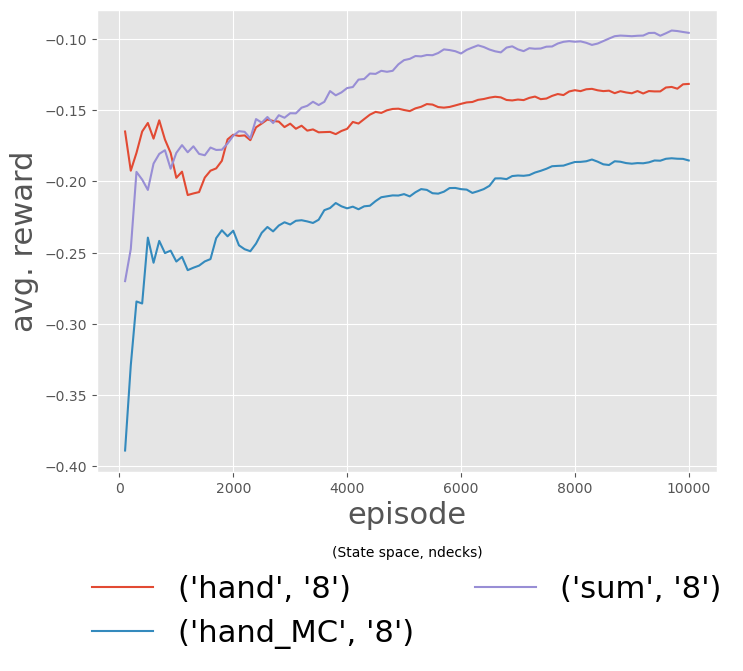 avg. reward
−0.10
−0.15
−0.20
−0.25
−0.30
−0.35
−0.40
0 2000 4000 6000 8000 10000
episode
(State space, ndecks)
('hand', '8') ('sum', '8')
('hand_MC', '8')